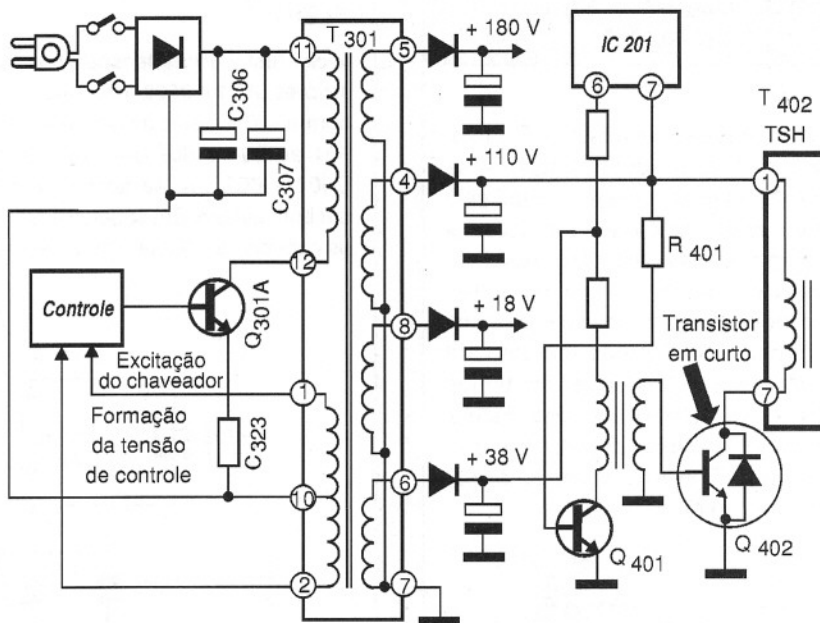 T 301
11
5
+ 180 V
IC 201
6
7
T 402
TSH
C306
C307
4
+ 110 V
1
R 401
12
Controle
Q301A
8
+ 18 V
Transistor
em curto
Excitação
do chaveador
1
7
Formação
da tensão
de controle
C323
10
6
+ 38 V
Q 401
Q 402
2
7